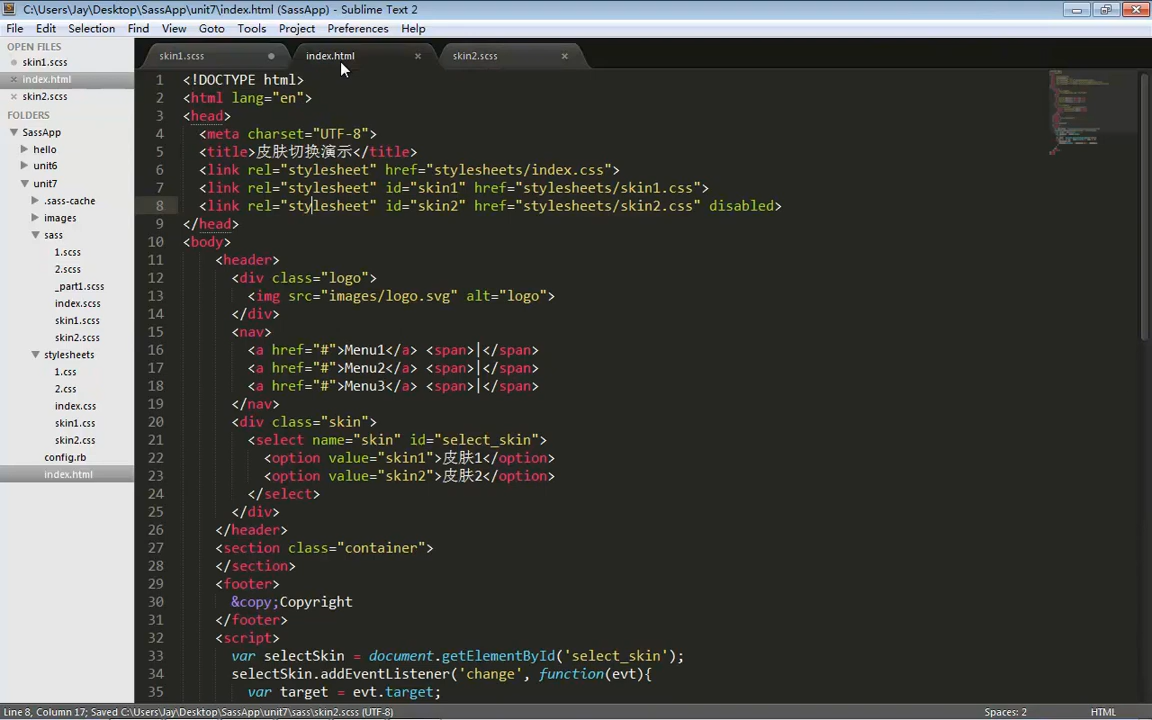 C:\Users\Jay\Desktop\SassApp\unit7\index.html (SassApp) - Sublime Text 2
File Edit Selection Find View Goto Tools Project Preferences Help
OPEN FILES
skin1.scss
index.html
skin2.scss
FOLDERS
SassApp
hello
unit6
unit7
.sass-cache
images
sass
1.scss
2.scss
_part1.scss
index.scss
skin1.scss
skin2.scss
stylesheets
1.css
2.css
index.css
skin1.css
skin2.css
config.rb
index.html
skin1.scss index.html skin2.scss
1 <!DOCTYPE html>
2 <html lang="en">
3 <head>
4 <meta charset="UTF-8">
5 <title>皮肤切换演示</title>
6 <link rel="stylesheet" href="stylesheets/index.css">
7 <link rel="stylesheet" id="skin1" href="stylesheets/skin1.css">
8 <link rel="stylesheet" id="skin2" href="stylesheets/skin2.css" disabled>
9 </head>
10 <body>
11 <header>
12 <div class="logo">
13 <img src="images/logo.svg" alt="logo">
14 </div>
15 <nav>
16 <a href="#">Menu1</a> <span>|</span>
17 <a href="#">Menu2</a> <span>|</span>
18 <a href="#">Menu3</a> <span>|</span>
19 </nav>
20 <div class="skin">
21 <select name="skin" id="select_skin">
22 <option value="skin1">皮肤1</option>
23 <option value="skin2">皮肤2</option>
24 </select>
25 </div>
26 </header>
27 <section class="container">
28 </section>
29 <footer>
30 &copy;Copyright
31 </footer>
32 <script>
33 var selectSkin = document.getElementById('select_skin');
34 selectSkin.addEventListener('change', function(evt){
35 var target = evt.target;
Line 8, Column 17; Saved C:\Users\Jay\Desktop\SassApp\unit7\sass\skin2.scss (UTF-8) Spaces: 2 HTML